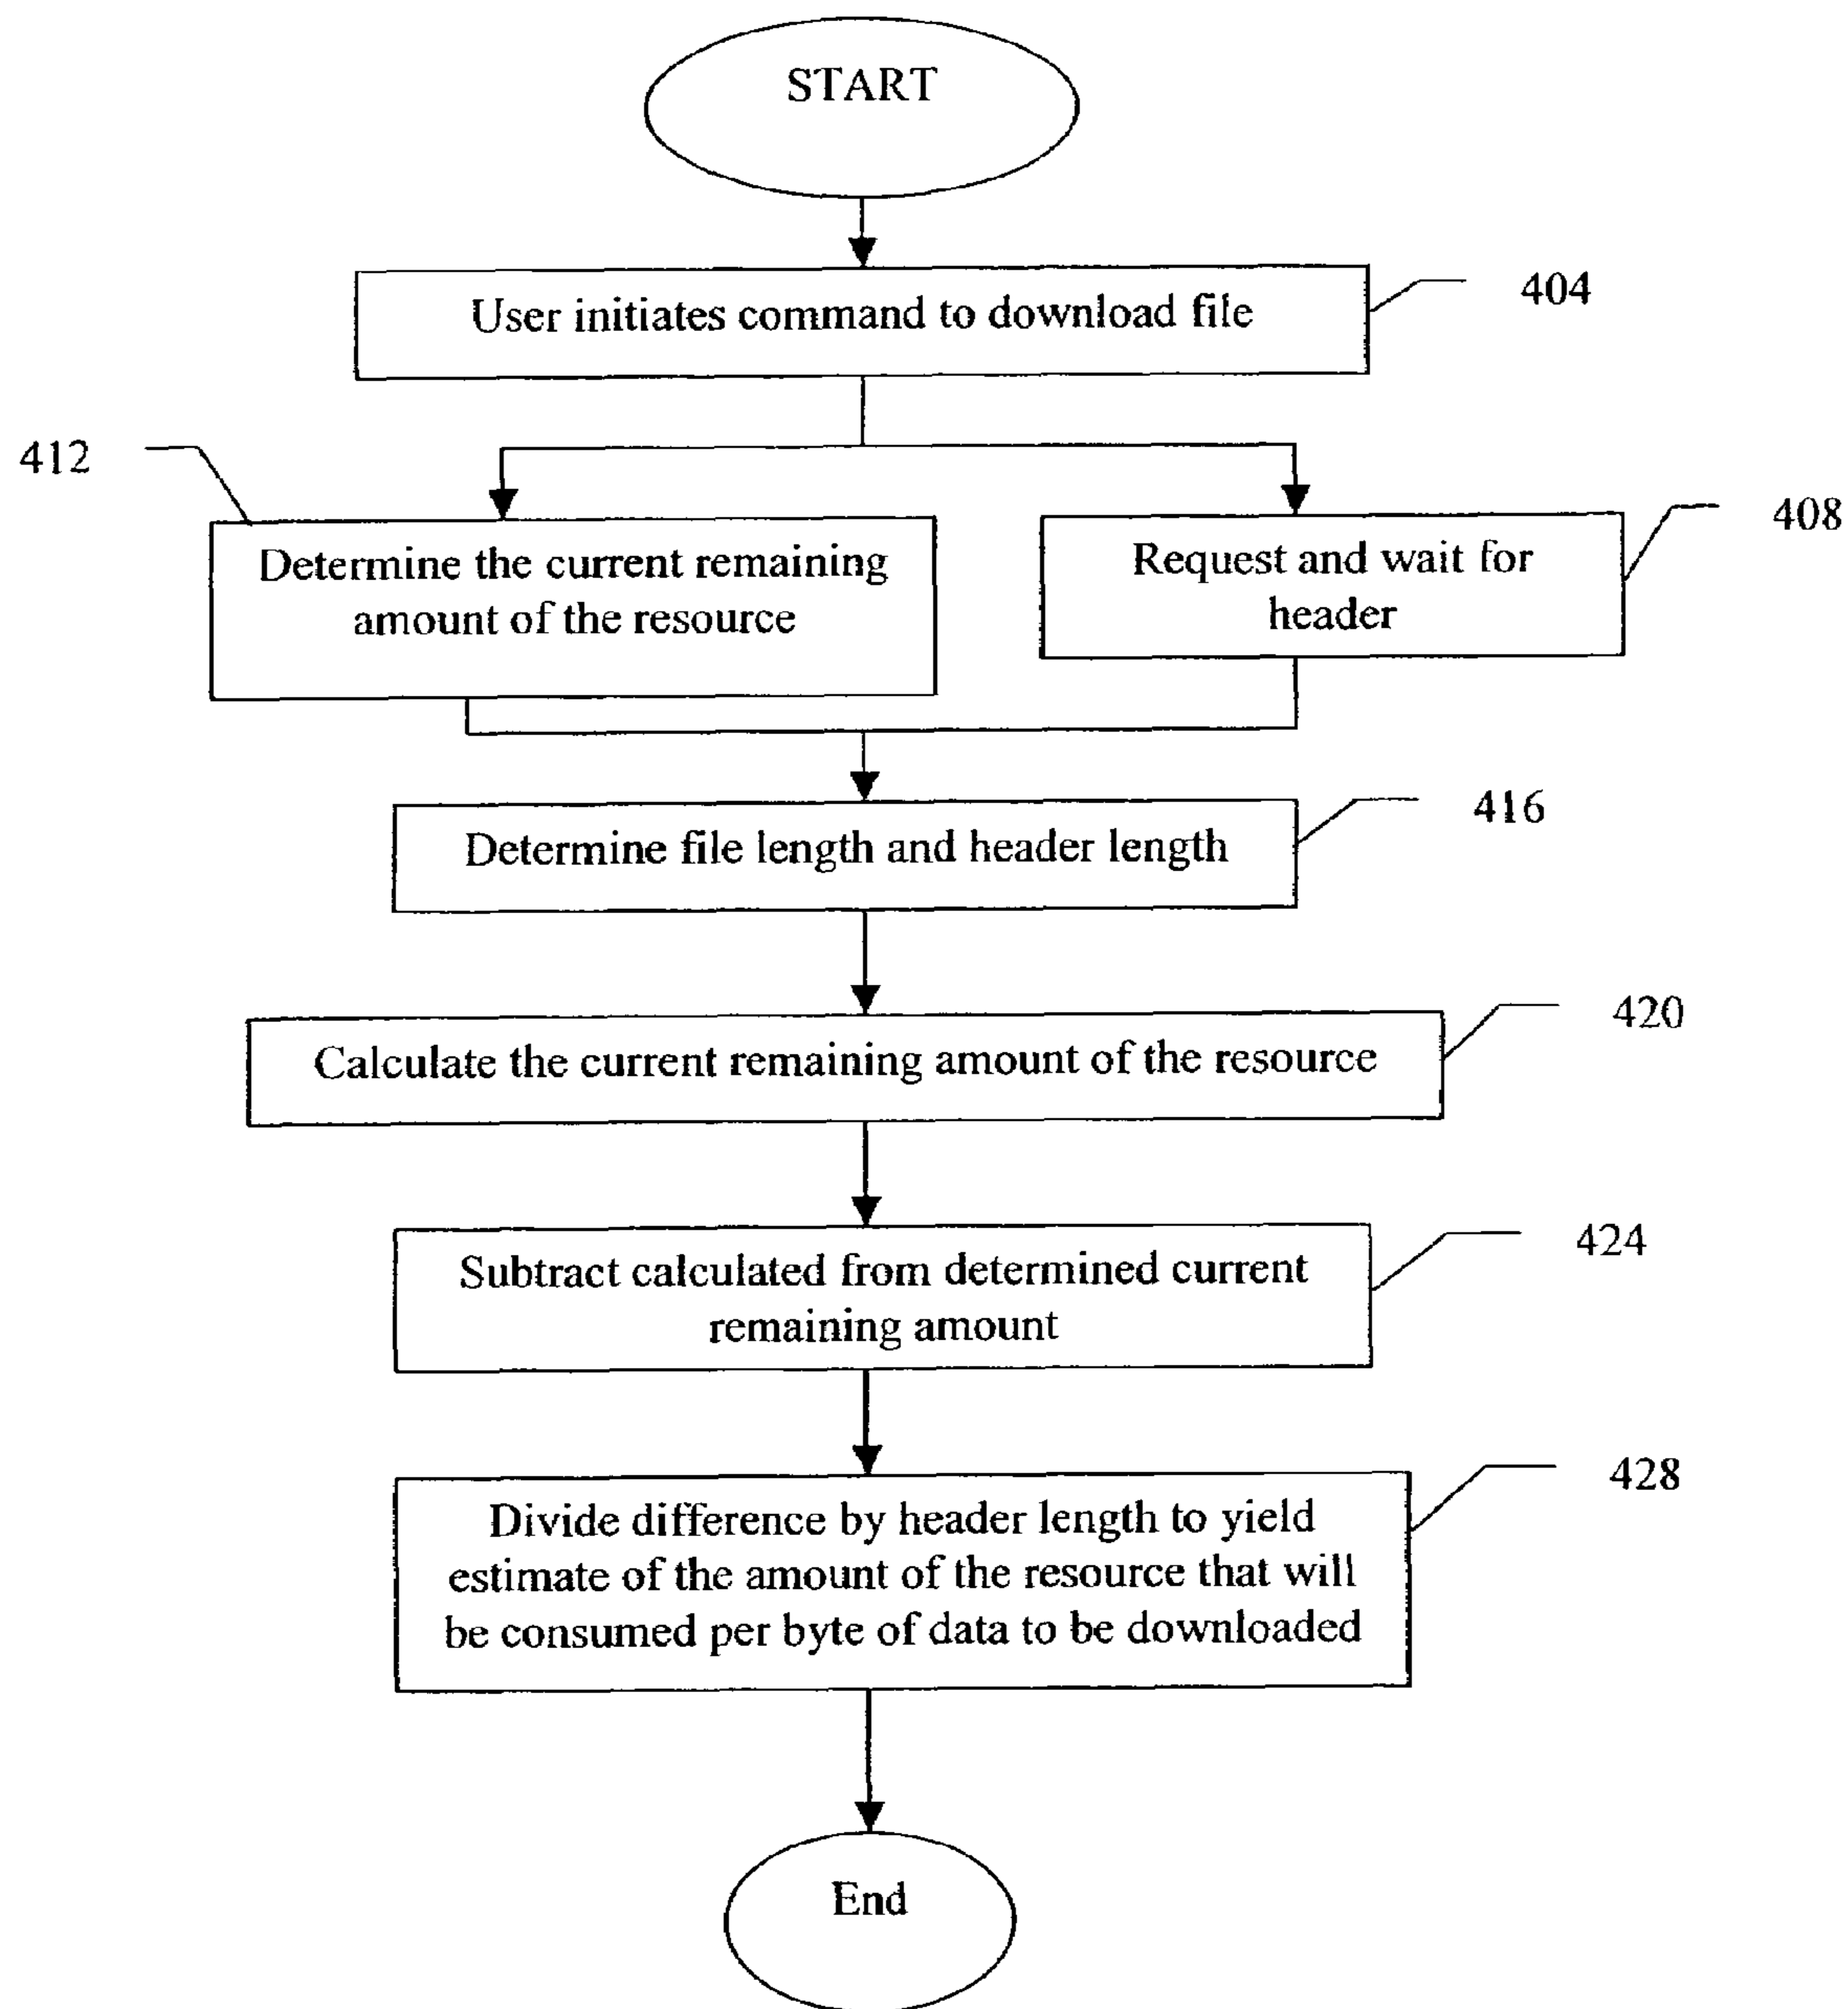 START
User initiates command to download file
404
412
Determine the current remaining
amount of the resource
Request and wait for
header
408
Determine file length and header length
416
Calculate the current remaining amount of the resource
420
Subtract calculated from determined current
remaining amount
424
Divide difference by header length to yield
estimate of the amount of the resource that will
be consumed per byte of data to be downloaded
428
End